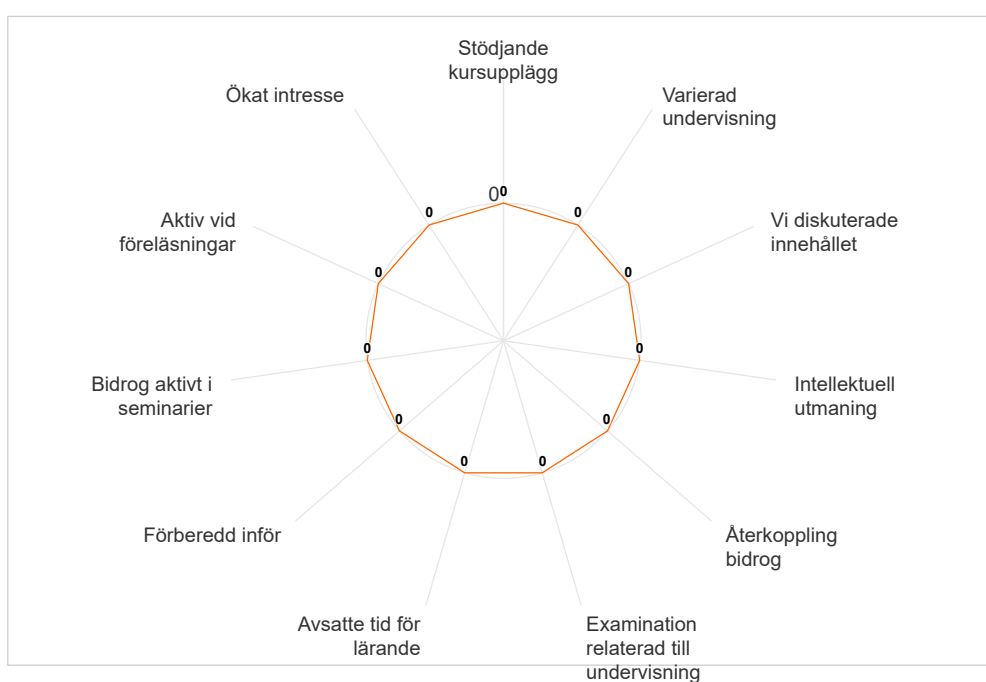 Stödjande
kursupplägg
Ökat intresse
Varierad
undervisning
0
0
0
0
Aktiv vid
föreläsningar
Vi diskuterade
innehållet
0
0
0
0
Bidrog aktivt i
seminarier
Intellektuell
utmaning
0
0
0
0
Förberedd inför
Återkoppling
bidrog
Avsatte tid för
lärande
Examination
relaterad till
undervisning